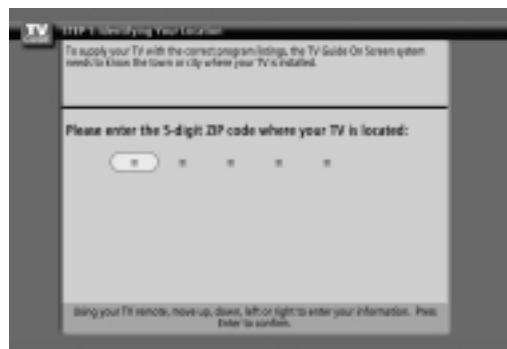 TV
GUIDE
STEP 1: Identifying Your Location
To supply your TV with the correct program listings, the TV Guide On Screen system
needs to know the town or city where your TV is installed.
Please enter the 5-digit ZIP code where your TV is located:
Using your TV remote, move up, down, left or right to enter your information. Press
Enter to confirm.